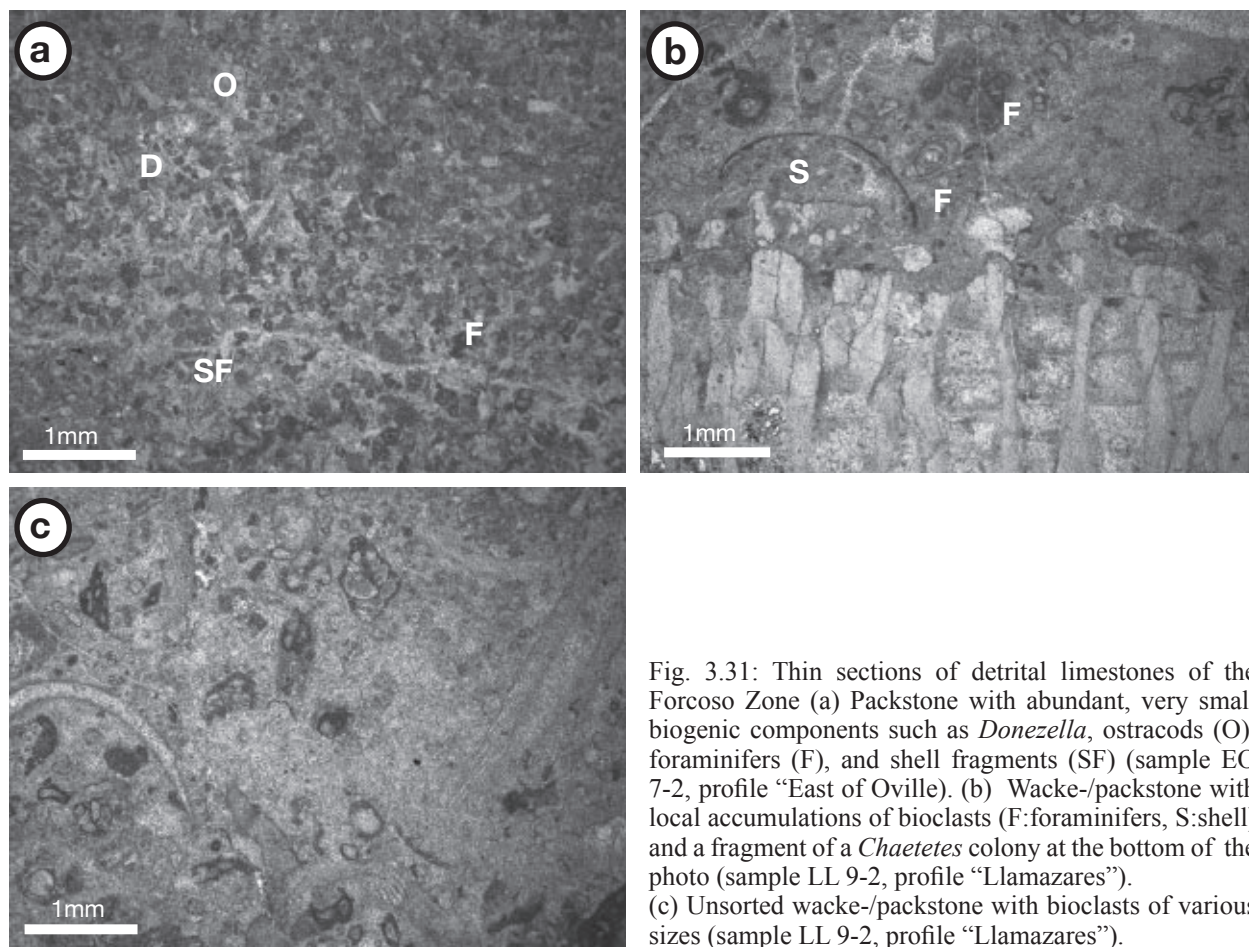 a
O
D
F
SF
1mm
b
F
S
F
1mm
c
1mm
Fig. 3.31: Thin sections of detrital limestones of the
Forcoso Zone (a) Packstone with abundant, very small
biogenic components such as Donezella, ostracods (O)
foraminifers (F), and shell fragments (SF) (sample EO
7-2, profile “East of Oville). (b) Wacke-/packstone with
local accumulations of bioclasts (F:foraminifers, S:shell
and a fragment of a Chaetetes colony at the bottom of the
photo (sample LL 9-2, profile “Llamazares”).
(c) Unsorted wacke-/packstone with bioclasts of various
sizes (sample LL 9-2, profile “Llamazares”).